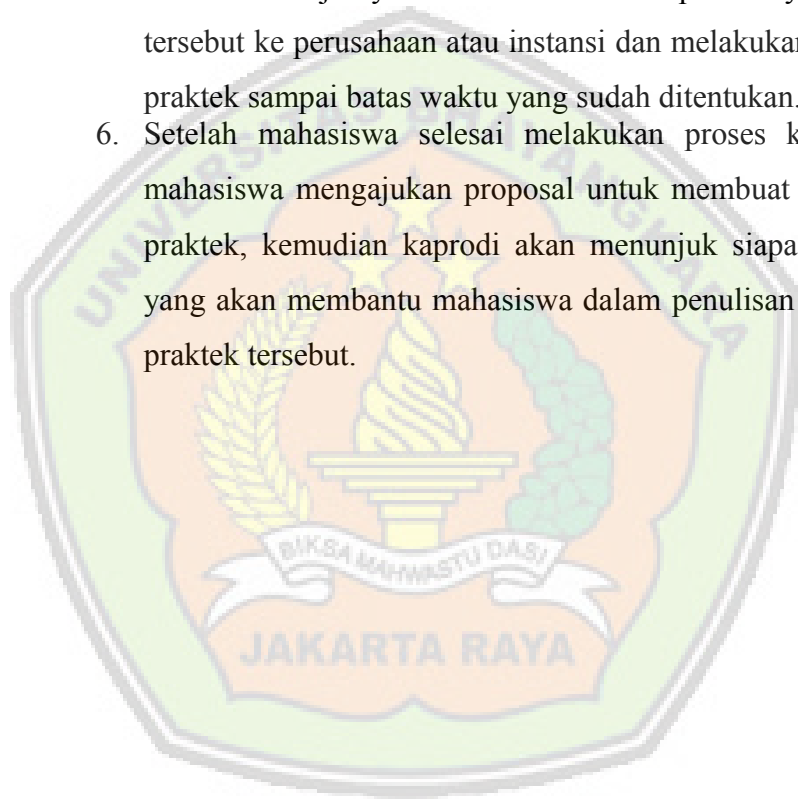 tersebut ke perusahaan atau instansi dan melakukan
praktek sampai batas waktu yang sudah ditentukan.
6. Setelah mahasiswa selesai melakukan proses
mahasiswa mengajukan proposal untuk membuat
praktek, kemudian kaprodi akan menunjuk siapa
yang akan membantu mahasiswa dalam penulisan
praktek tersebut.
UNIVERSITAS BHAYANGKARA
BIKSA MAHWASTU DASI
JAKARTA RAYA